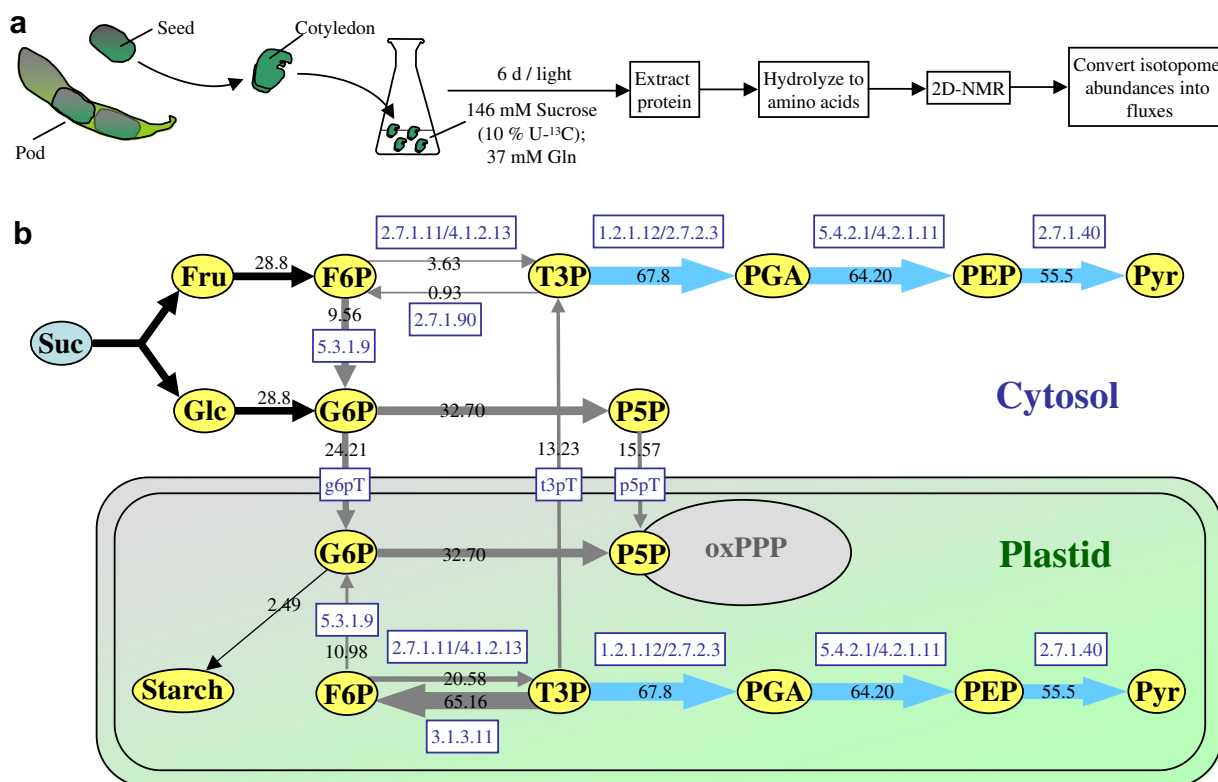 a
Seed
Cotyledon
Pod
6 d / light
146 mM Sucrose
(10 % U-¹³C);
37 mM Gln
Extract
protein
Hydrolyze to
amino acids
2D-NMR
Convert isotopome
abundances into
fluxes
b
2.7.1.11/4.1.2.13
1.2.1.12/2.7.2.3
5.4.2.1/4.2.1.11
2.7.1.40
Fru
28.8
F6P
3.63
0.93
T3P
67.8
PGA
64.20
PEP
55.5
Pyr
9.56
2.7.1.90
Suc
5.3.1.9
Glc
28.8
G6P
32.70
P5P
Cytosol
24.21
13.23
15.57
g6pT
t3pT
p5pT
G6P
32.70
P5P
oxPPP
Plastid
2.49
5.3.1.9
10.98
2.7.1.11/4.1.2.13
1.2.1.12/2.7.2.3
5.4.2.1/4.2.1.11
2.7.1.40
Starch
F6P
20.58
65.16
T3P
67.8
PGA
64.20
PEP
55.5
Pyr
3.1.3.11